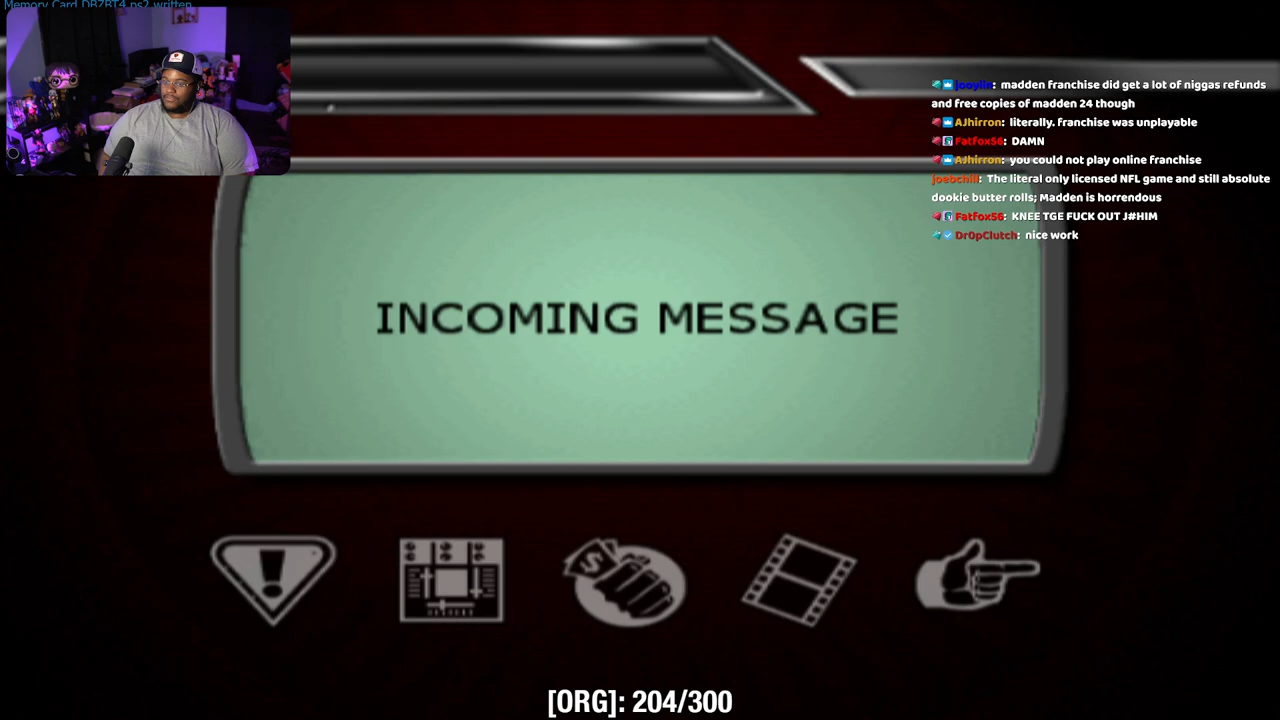 Memory Card DBZBT4.ps2 written
jooylin: madden franchise did get a lot of niggas refunds
and free copies of madden 24 though
AJhirron: literally. franchise was unplayable
Fatfox56: DAMN
AJhirron: you could not play online franchise
joebchill: The literal only licensed NFL game and still absolute
dookie butter rolls; Madden is horrendous
Fatfox56: KNEE TGE FUCK OUT J#HIM
Dr0pClutch: nice work
INCOMING MESSAGE
[ORG]: 204/300